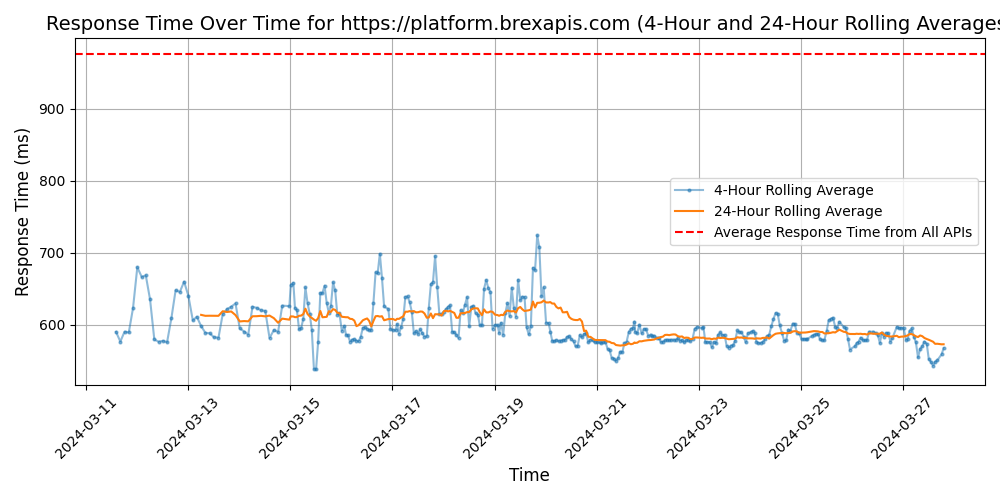 Response Time Over Time for https://platform.brexapis.com (4-Hour and 24-Hour Rolling Averages
Response Time (ms)
900
800
700
600
4-Hour Rolling Average
24-Hour Rolling Average
Average Response Time from All APIs
2024-03-11
2024-03-13
2024-03-15
2024-03-17
2024-03-19
2024-03-21
2024-03-23
2024-03-25
2024-03-27
Time